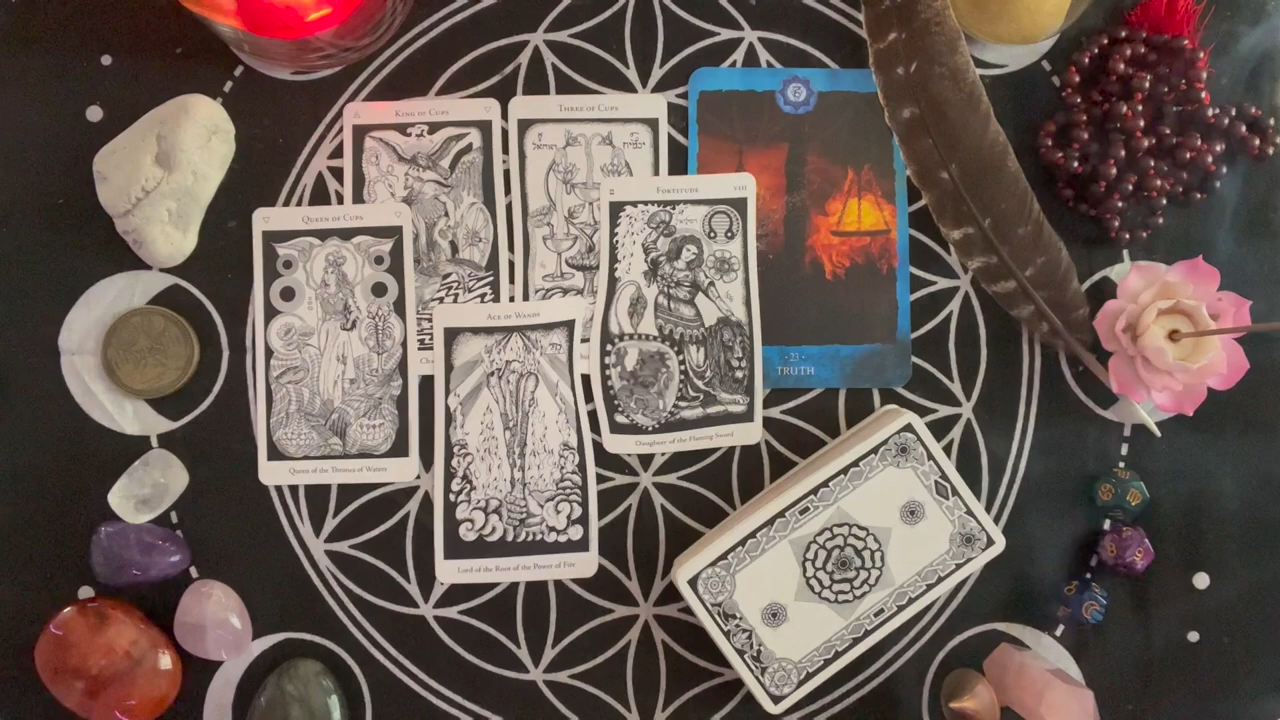 KING OF CUPS
THREE OF CUPS
QUEEN OF CUPS
FORTITUDE
VIII
ACE OF WANDS
· 23 ·
TRUTH
Daughter of the Flaming Sword
Queen of the Thrones of Waters
Lord of the Root of the Power of Fire